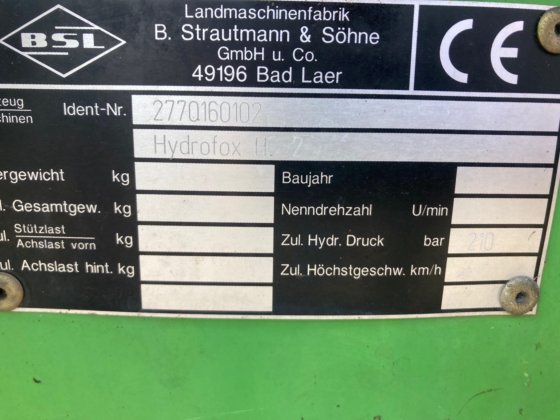 BSL
Landmaschinenfabrik
B. Strautmann & Söhne
GmbH u. Co.
49196 Bad Laer
CE
zeug
hinen
Ident-Nr. 2770160102
Hydrofox
ergewicht kg
Baujahr
l. Gesamtgew. kg
Nenndrehzahl U/min
ul. Stützlast
Achslast vorn kg
Zul. Hydr. Druck bar 210
ul. Achslast hint. kg
Zul. Höchstgeschw. km/h